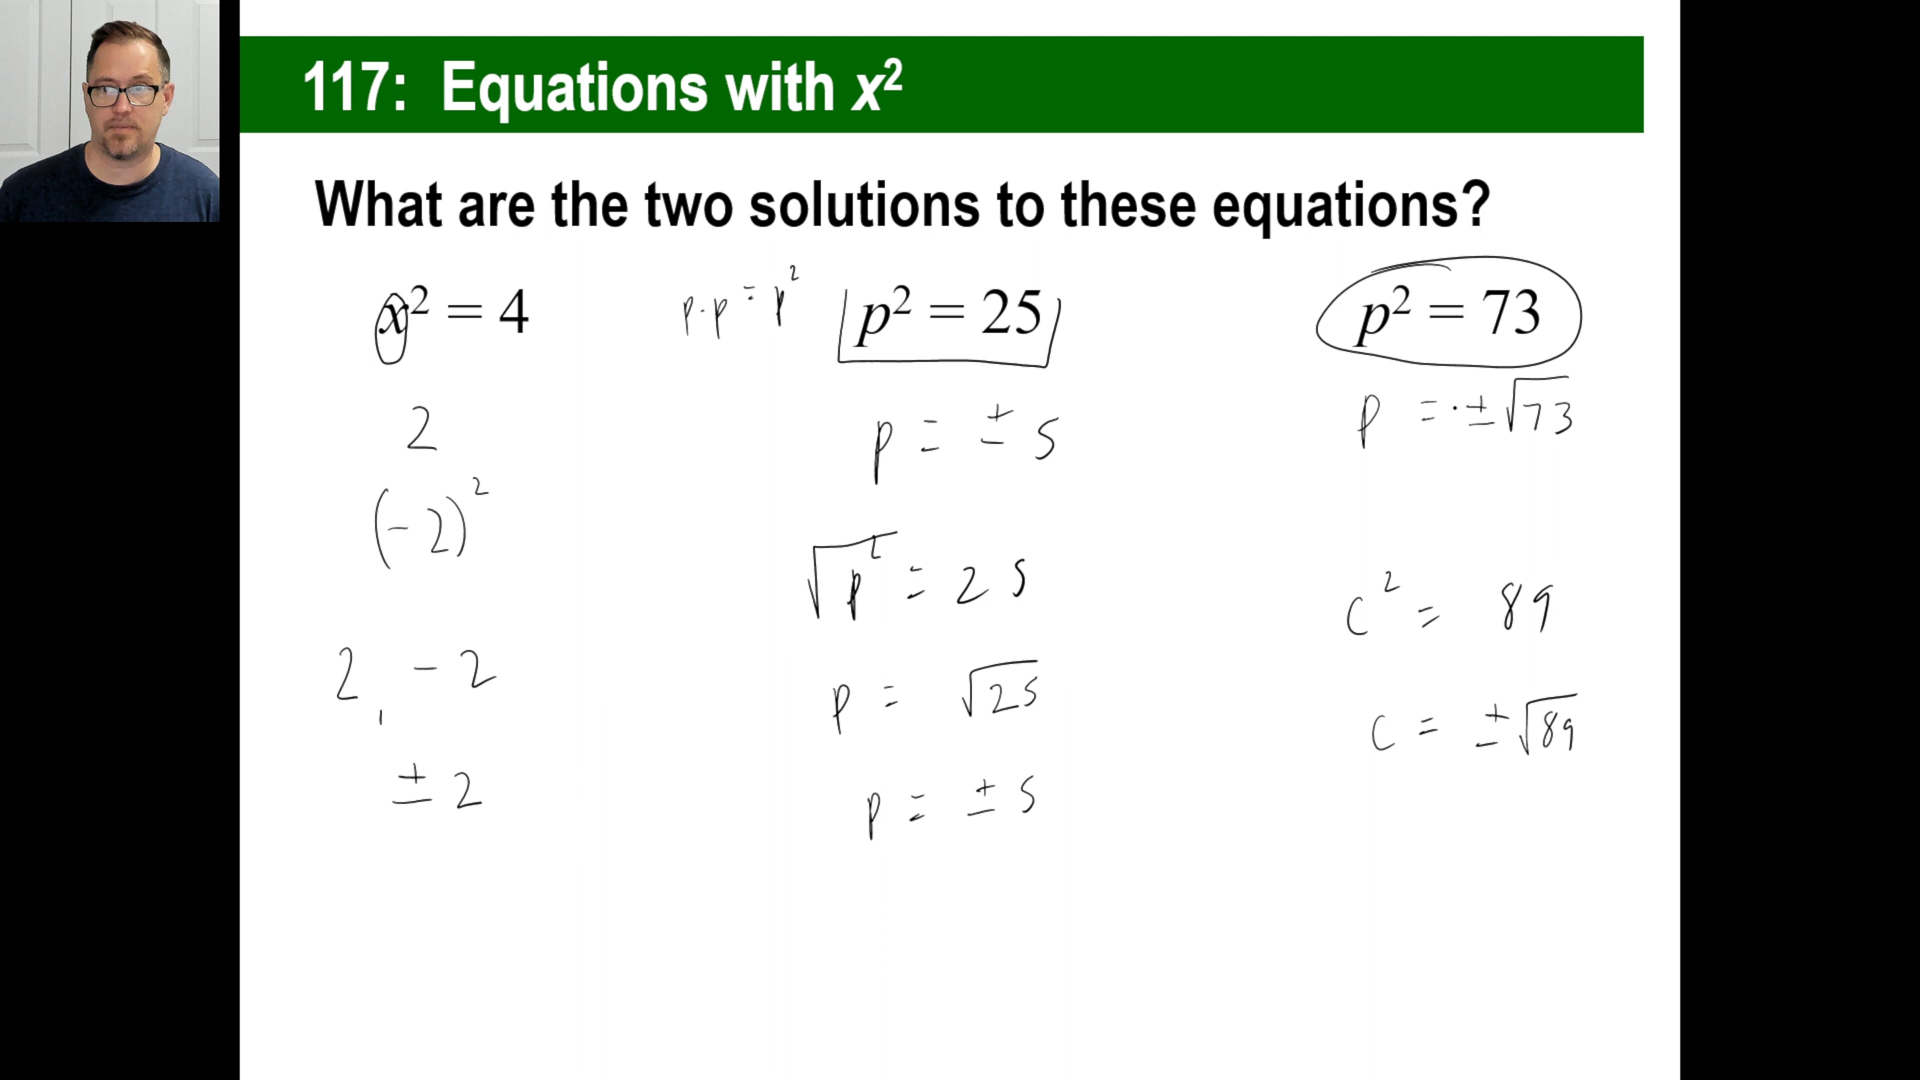 117: Equations with x²
What are the two solutions to these equations?
x² = 4
2
(-2)²
2, -2
± 2
p·p = p²
p² = 25
p = ± 5
√p² = 25
p = √25
p = ± 5
p² = 73
p = · ± √73
c² = 89
c = ± √89